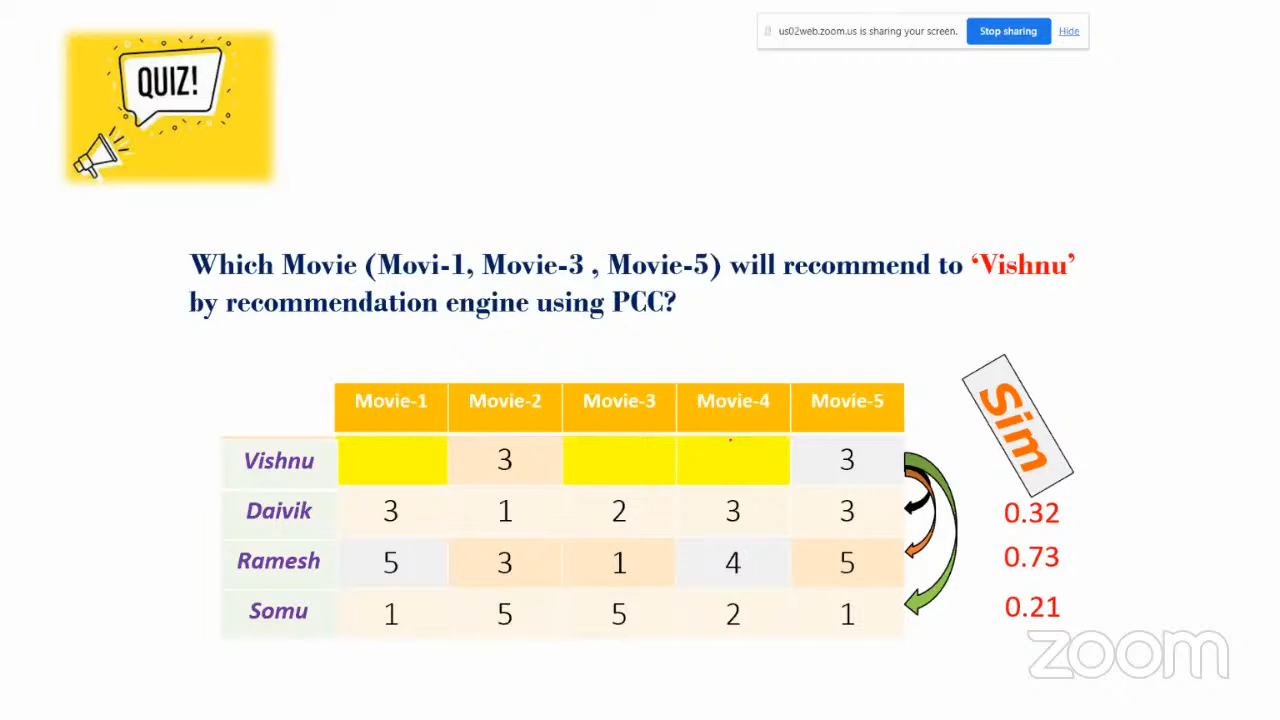 us02web.zoom.us is sharing your screen. Stop sharing Hide
QUIZ!
Which Movie (Movi-1, Movie-3 , Movie-5) will recommend to ‘Vishnu’
by recommendation engine using PCC?
Sim
Movie-1 Movie-2 Movie-3 Movie-4 Movie-5
Vishnu 3 3
Daivik 3 1 2 3 3 0.32
Ramesh 5 3 1 4 5 0.73
Somu 1 5 5 2 1 0.21
zoom